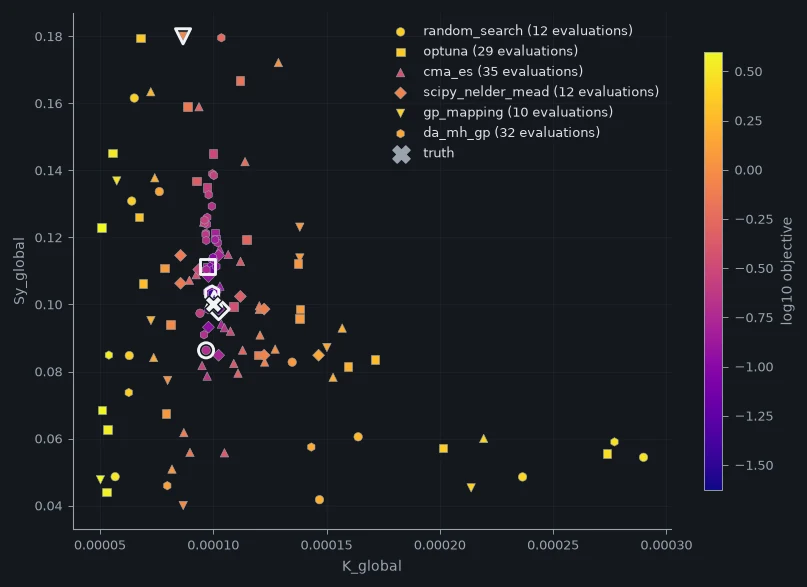 random_search (12 evaluations)
optuna (29 evaluations)
cma_es (35 evaluations)
scipy_nelder_mead (12 evaluations)
gp_mapping (10 evaluations)
da_mh_gp (32 evaluations)
truth
Sy_global
0.18
0.16
0.14
0.12
0.10
0.08
0.06
0.04
0.00005
0.00010
0.00015
0.00020
0.00025
0.00030
K_global
0.50
0.25
0.00
−0.25
−0.50
−0.75
−1.00
−1.25
−1.50
log10 objective